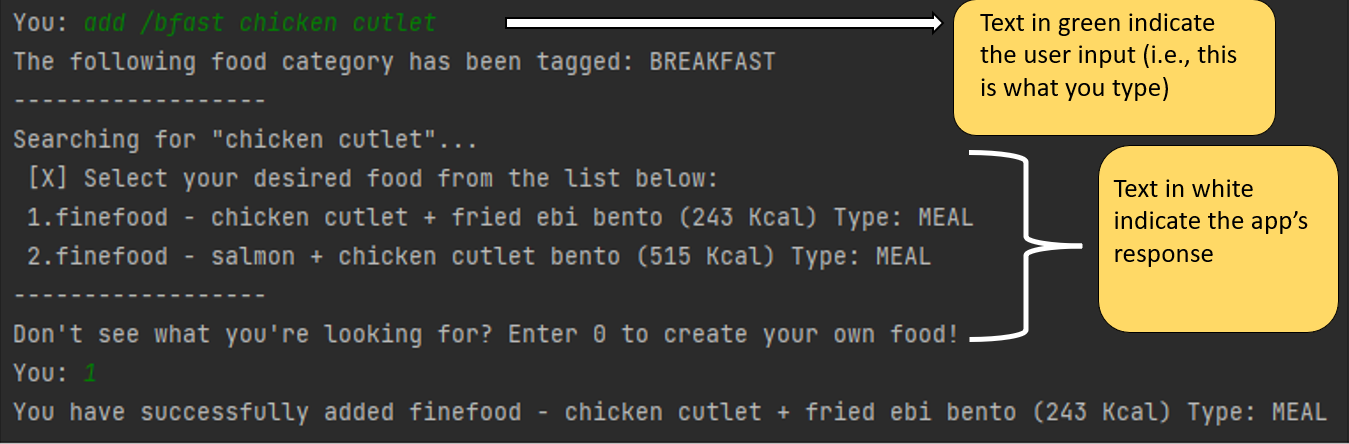 You: add /bfast chicken cutlet
The following food category has been tagged: BREAKFAST
------------------
Searching for "chicken cutlet"...
[X] Select your desired food from the list below:
1.finefood - chicken cutlet + fried ebi bento (243 Kcal) Type: MEAL
2.finefood - salmon + chicken cutlet bento (515 Kcal) Type: MEAL
------------------
Don't see what you're looking for? Enter 0 to create your own food!
You: 1
You have successfully added finefood - chicken cutlet + fried ebi bento (243 Kcal) Type: MEAL
Text in green indicate
the user input (i.e., this
is what you type)
Text in white
indicate the app's
response